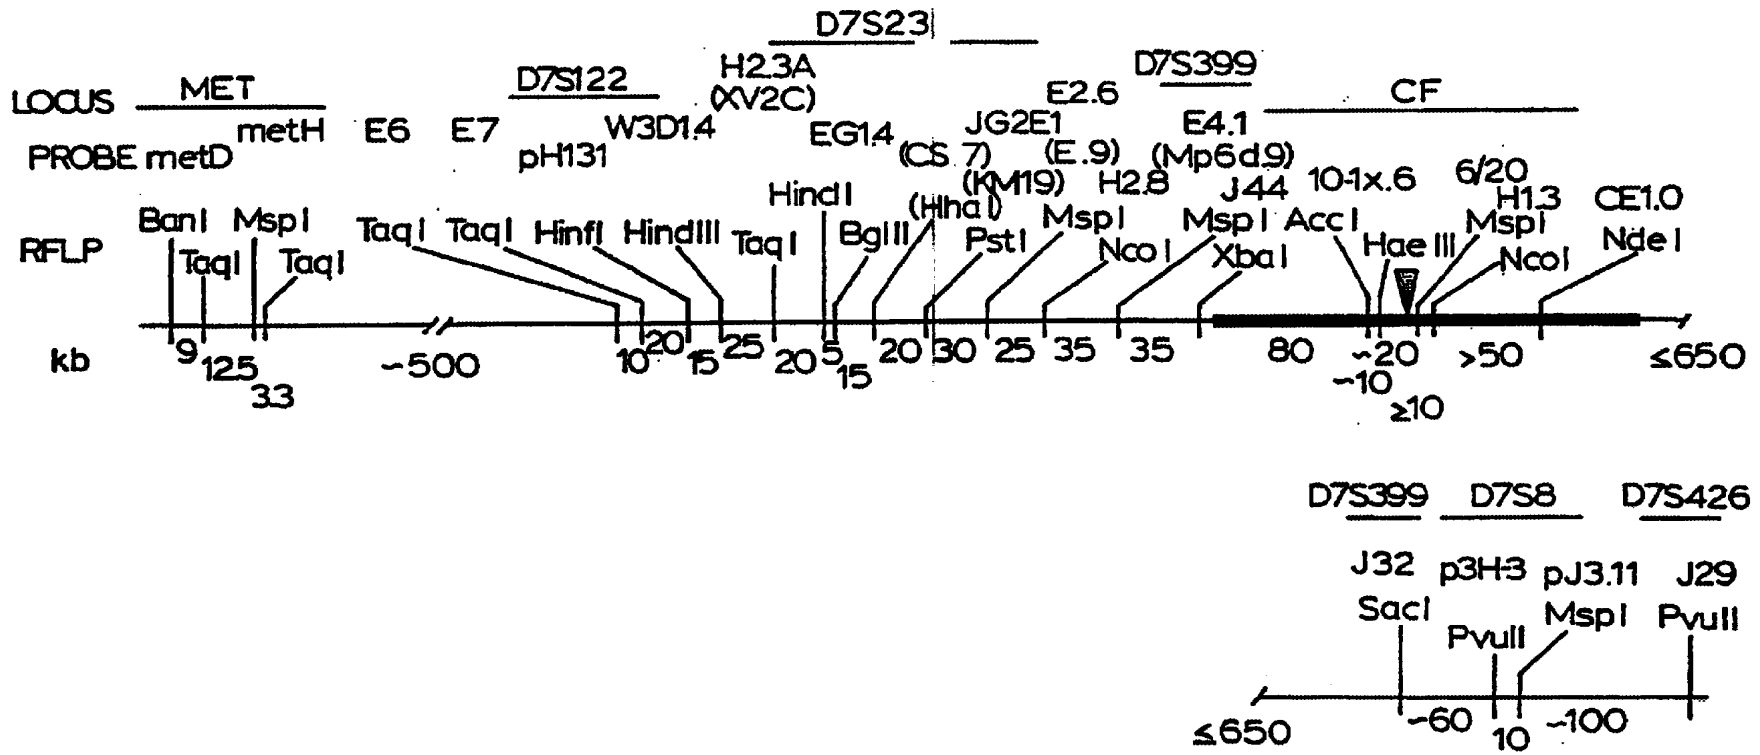 D7S23
LOCUS MET D7S122 H2.3A D7S399 CF
(XV2C) E2.6
PROBE metD metH E6 E7 pH131 W3D1.4 EG1.4 JG2E1 E4.1
(CS.7) (E.9) (Mp6d.9)
(KM19) H2.8 J44 10-1x.6 6/20 H1.3 CE1.0
RFLP BanI TaqI MspI TaqI TaqI TaqI HinfI HindIII TaqI HindI BglII (HhaI) PstI MspI NcoI MspI XbaI AccI HaeIII MspI NcoI NdeI
kb 9 12.5 3.3 ~500 10 20 15 25 20 5 15 20 30 25 35 35 80 ~10 ~20 ≥10 >50 ≤650
D7S399 D7S8 D7S426
J32 p3H-3 pJ3.11 J29
SacI PvuII MspI PvuII
≤650 ~60 10 ~100